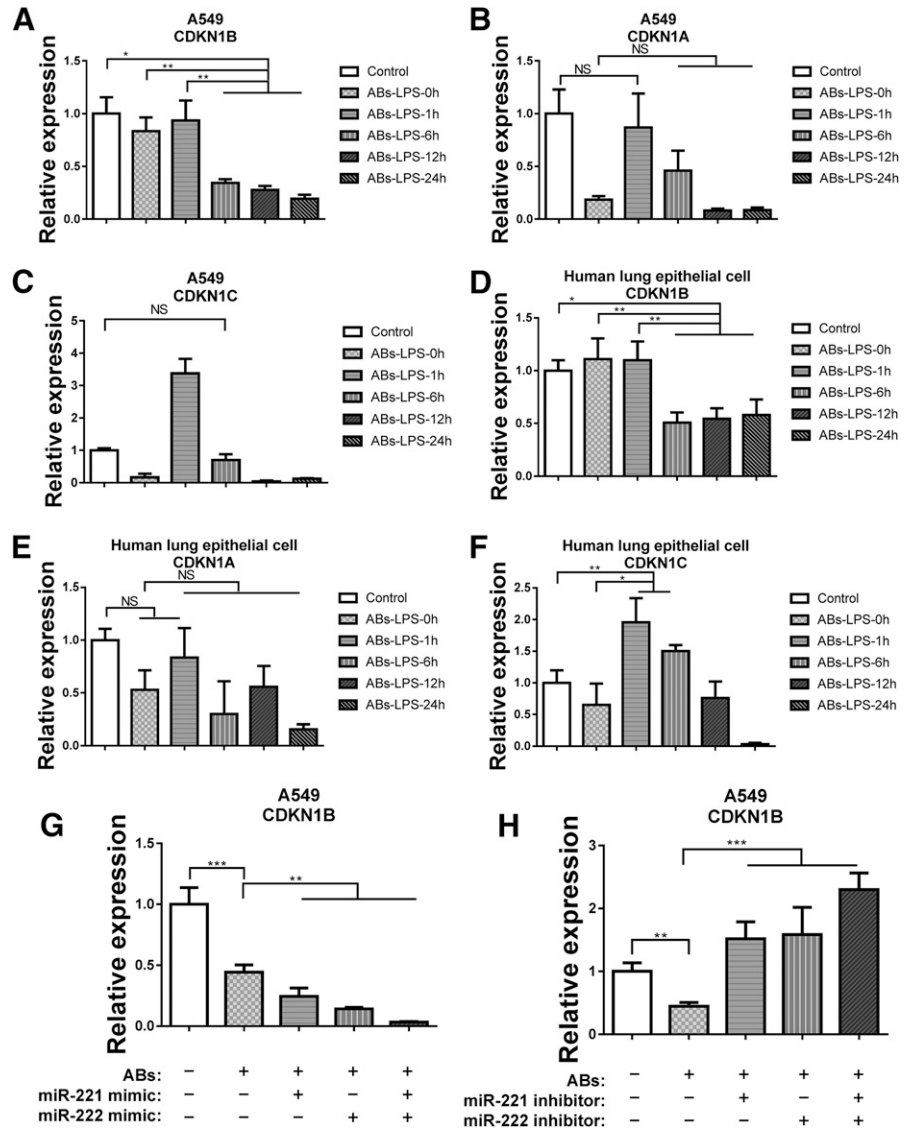 A
A549
CDKN1B
Relative expression
1.5
1.0
0.5
0.0
*
**
**
Control
ABs-LPS-0h
ABs-LPS-1h
ABs-LPS-6h
ABs-LPS-12h
ABs-LPS-24h
B
A549
CDKN1A
Relative expression
1.5
1.0
0.5
0.0
NS
NS
Control
ABs-LPS-0h
ABs-LPS-1h
ABs-LPS-6h
ABs-LPS-12h
ABs-LPS-24h
C
A549
CDKN1C
Relative expression
5
4
3
2
1
0
NS
Control
ABs-LPS-0h
ABs-LPS-1h
ABs-LPS-6h
ABs-LPS-12h
ABs-LPS-24h
D
Human lung epithelial cell
CDKN1B
Relative expression
1.5
1.0
0.5
0.0
*
**
**
Control
ABs-LPS-0h
ABs-LPS-1h
ABs-LPS-6h
ABs-LPS-12h
ABs-LPS-24h
E
Human lung epithelial cell
CDKN1A
Relative expression
1.5
1.0
0.5
0.0
NS
NS
Control
ABs-LPS-0h
ABs-LPS-1h
ABs-LPS-6h
ABs-LPS-12h
ABs-LPS-24h
F
Human lung epithelial cell
CDKN1C
Relative expression
2.5
2.0
1.5
1.0
0.5
0.0
**
*
Control
ABs-LPS-0h
ABs-LPS-1h
ABs-LPS-6h
ABs-LPS-12h
ABs-LPS-24h
G
A549
CDKN1B
Relative expression
1.5
1.0
0.5
0.0
***
**
ABs: − + + + +
miR-221 mimic: − − + − +
miR-222 mimic: − − − + +
H
A549
CDKN1B
Relative expression
3
2
1
0
**
***
ABs: − + + + +
miR-221 inhibitor: − − + − +
miR-222 inhibitor: − − − + +